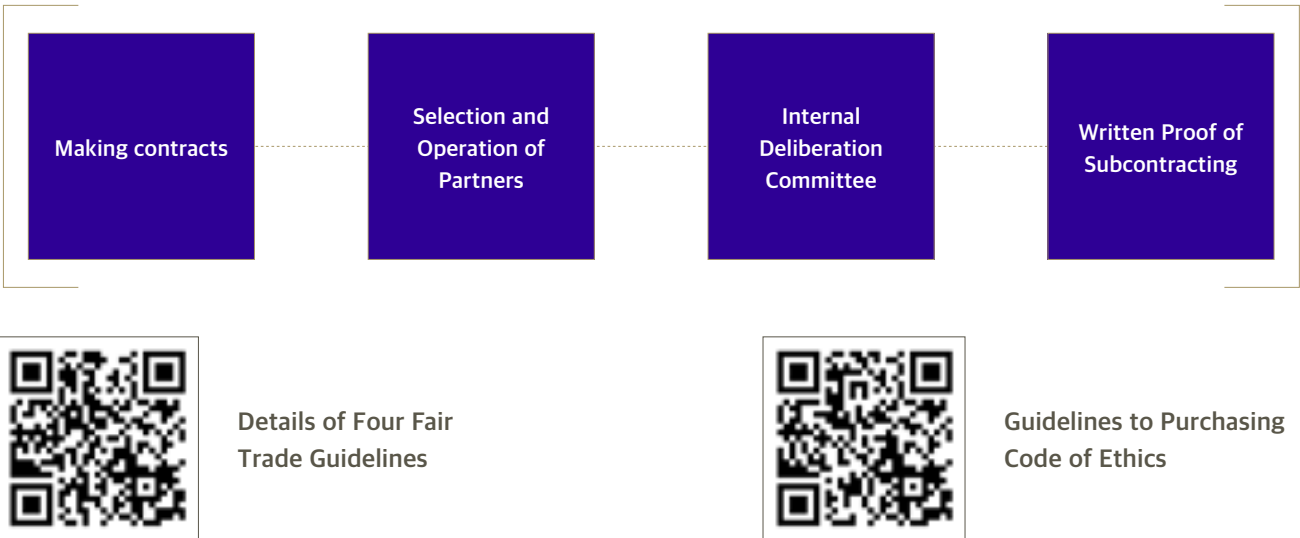 Making contracts
Selection and
Operation of
Partners
Internal
Deliberation
Committee
Written Proof of
Subcontracting
Details of Four Fair
Trade Guidelines
Guidelines to Purchasing
Code of Ethics